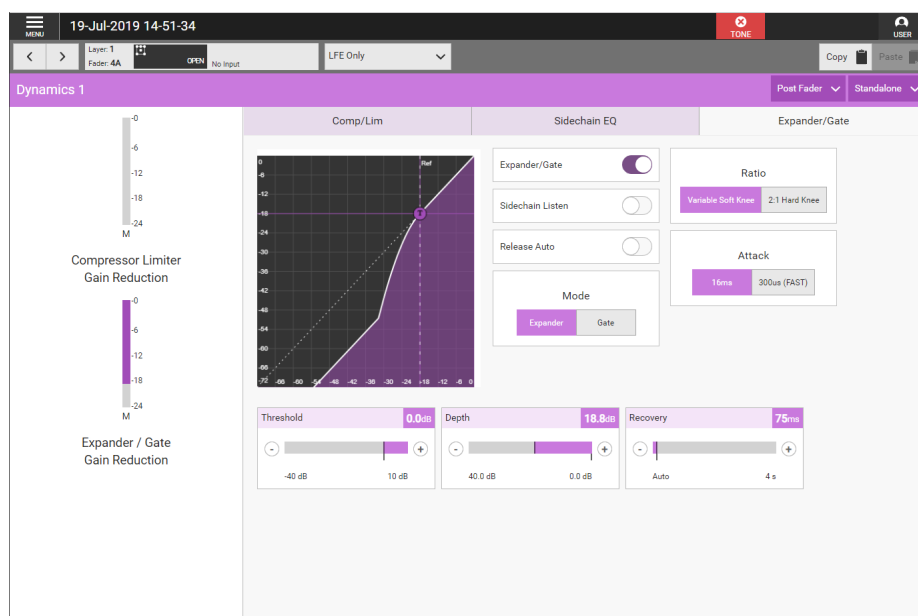 MENU
19-Jul-2019 14-51-34
TONE
USER
Layer: 1
Fader: 4A
OPEN
No Input
LFE Only
Copy
Paste
Dynamics 1
Post Fader
Standalone
-0
-6
-12
-18
-24
M
Compressor Limiter
Gain Reduction
-0
-6
-12
-18
-24
M
Expander / Gate
Gain Reduction
Comp/Lim
Sidechain EQ
Expander/Gate
0
-6
-12
-18
-24
-30
-36
-42
-48
-54
-60
-66
-72 -66 -60 -54 -48 -42 -36 -30 -24 -18 -12 -6 0
Ref
T
Expander/Gate
Sidechain Listen
Release Auto
Mode
Expander Gate
Ratio
Variable Soft Knee 2:1 Hard Knee
Attack
16ms 300us (FAST)
Threshold 0.0dB
- +
-40 dB 10 dB
Depth 18.8dB
- +
40.0 dB 0.0 dB
Recovery 75ms
- +
Auto 4 s